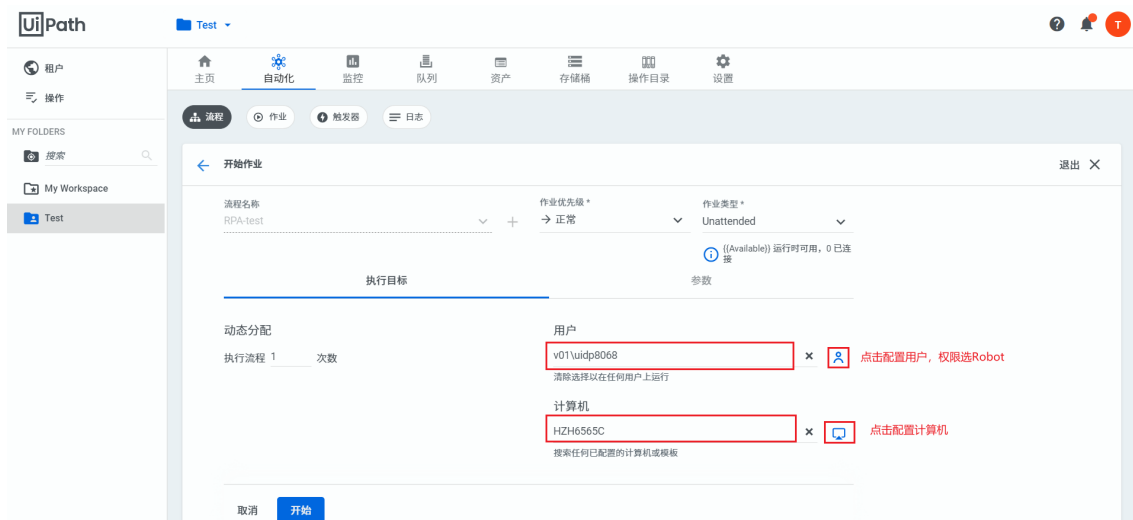 UiPath
Test
T
租户
操作
MY FOLDERS
搜索
My Workspace
Test
主页
自动化
监控
队列
资产
存储桶
操作目录
设置
流程
作业
触发器
日志
开始作业
退出
流程名称
RPA-test
作业优先级 *
正常
作业类型 *
Unattended
{{Available}} 运行时可用，0 已连
接
执行目标
参数
动态分配
执行流程 1 次数
用户
v01\uidp8068
点击配置用户，权限选Robot
清除选择以在任何用户上运行
计算机
HZH6565C
点击配置计算机
搜索任何已配置的计算机或模板
取消
开始